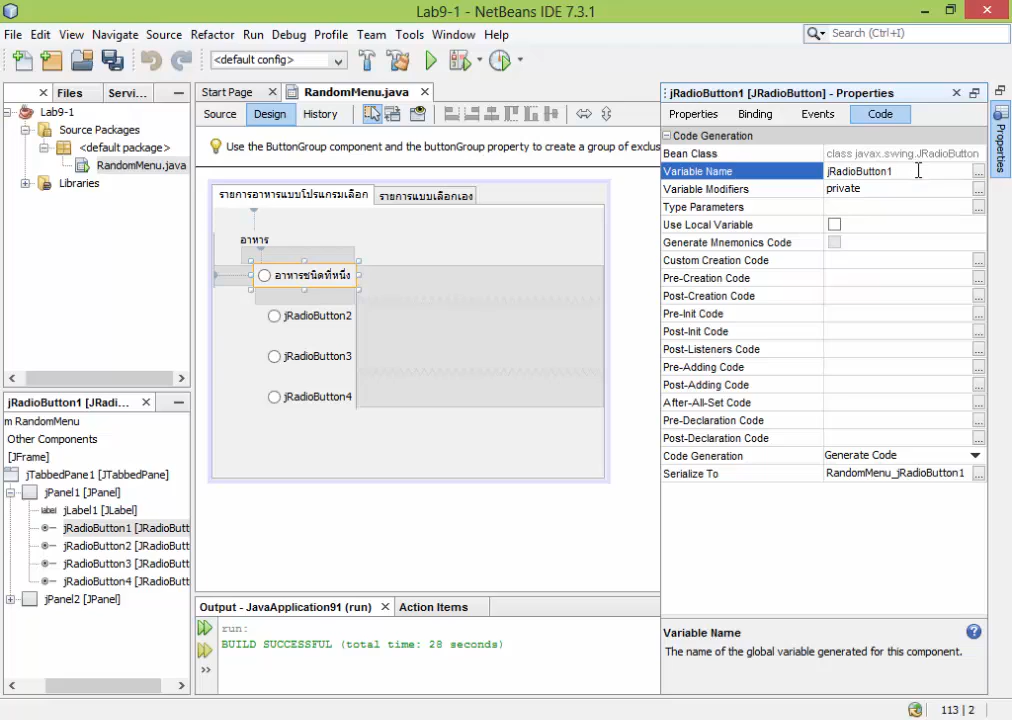 Lab9-1 - NetBeans IDE 7.3.1
File Edit View Navigate Source Refactor Run Debug Profile Team Tools Window Help
Search (Ctrl+I)
<default config>
Files Servi...
Lab9-1
Source Packages
<default package>
RandomMenu.java
Libraries
Start Page RandomMenu.java
Source Design History
Use the ButtonGroup component and the buttonGroup property to create a group of exclus
รายการอาหารแบบโปรแกรมเลือก รายการแบบเลือกเอง
อาหาร
อาหารชนิดที่หนึ่ง
jRadioButton2
jRadioButton3
jRadioButton4
jRadioButton1 [JRadi...
m RandomMenu
Other Components
[JFrame]
jTabbedPane1 [JTabbedPane]
jPanel1 [JPanel]
label jLabel1 [JLabel]
jRadioButton1 [JRadioButt
jRadioButton2 [JRadioButt
jRadioButton3 [JRadioButt
jRadioButton4 [JRadioButt
jPanel2 [JPanel]
Output - JavaApplication91 (run) Action Items
run:
BUILD SUCCESSFUL (total time: 28 seconds)
jRadioButton1 [JRadioButton] - Properties
Properties Binding Events Code
Code Generation
Bean Class class javax.swing.JRadioButton
Variable Name jRadioButton1 ...
Variable Modifiers private ...
Type Parameters ...
Use Local Variable
Generate Mnemonics Code
Custom Creation Code ...
Pre-Creation Code ...
Post-Creation Code ...
Pre-Init Code ...
Post-Init Code ...
Post-Listeners Code ...
Pre-Adding Code ...
Post-Adding Code ...
After-All-Set Code ...
Pre-Declaration Code ...
Post-Declaration Code ...
Code Generation Generate Code
Serialize To RandomMenu_jRadioButton1 ...
Variable Name
The name of the global variable generated for this component.
Properties
113 | 2